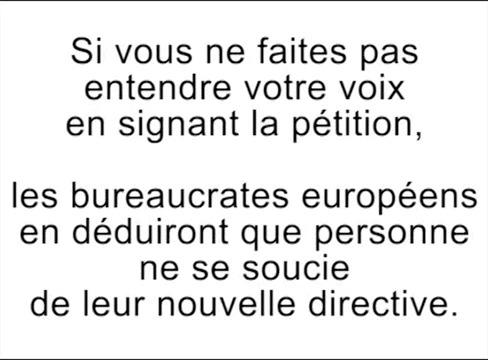 Si vous ne faites pas
entendre votre voix
en signant la pétition,
les bureaucrates européens
en déduiront que personne
ne se soucie
de leur nouvelle directive.